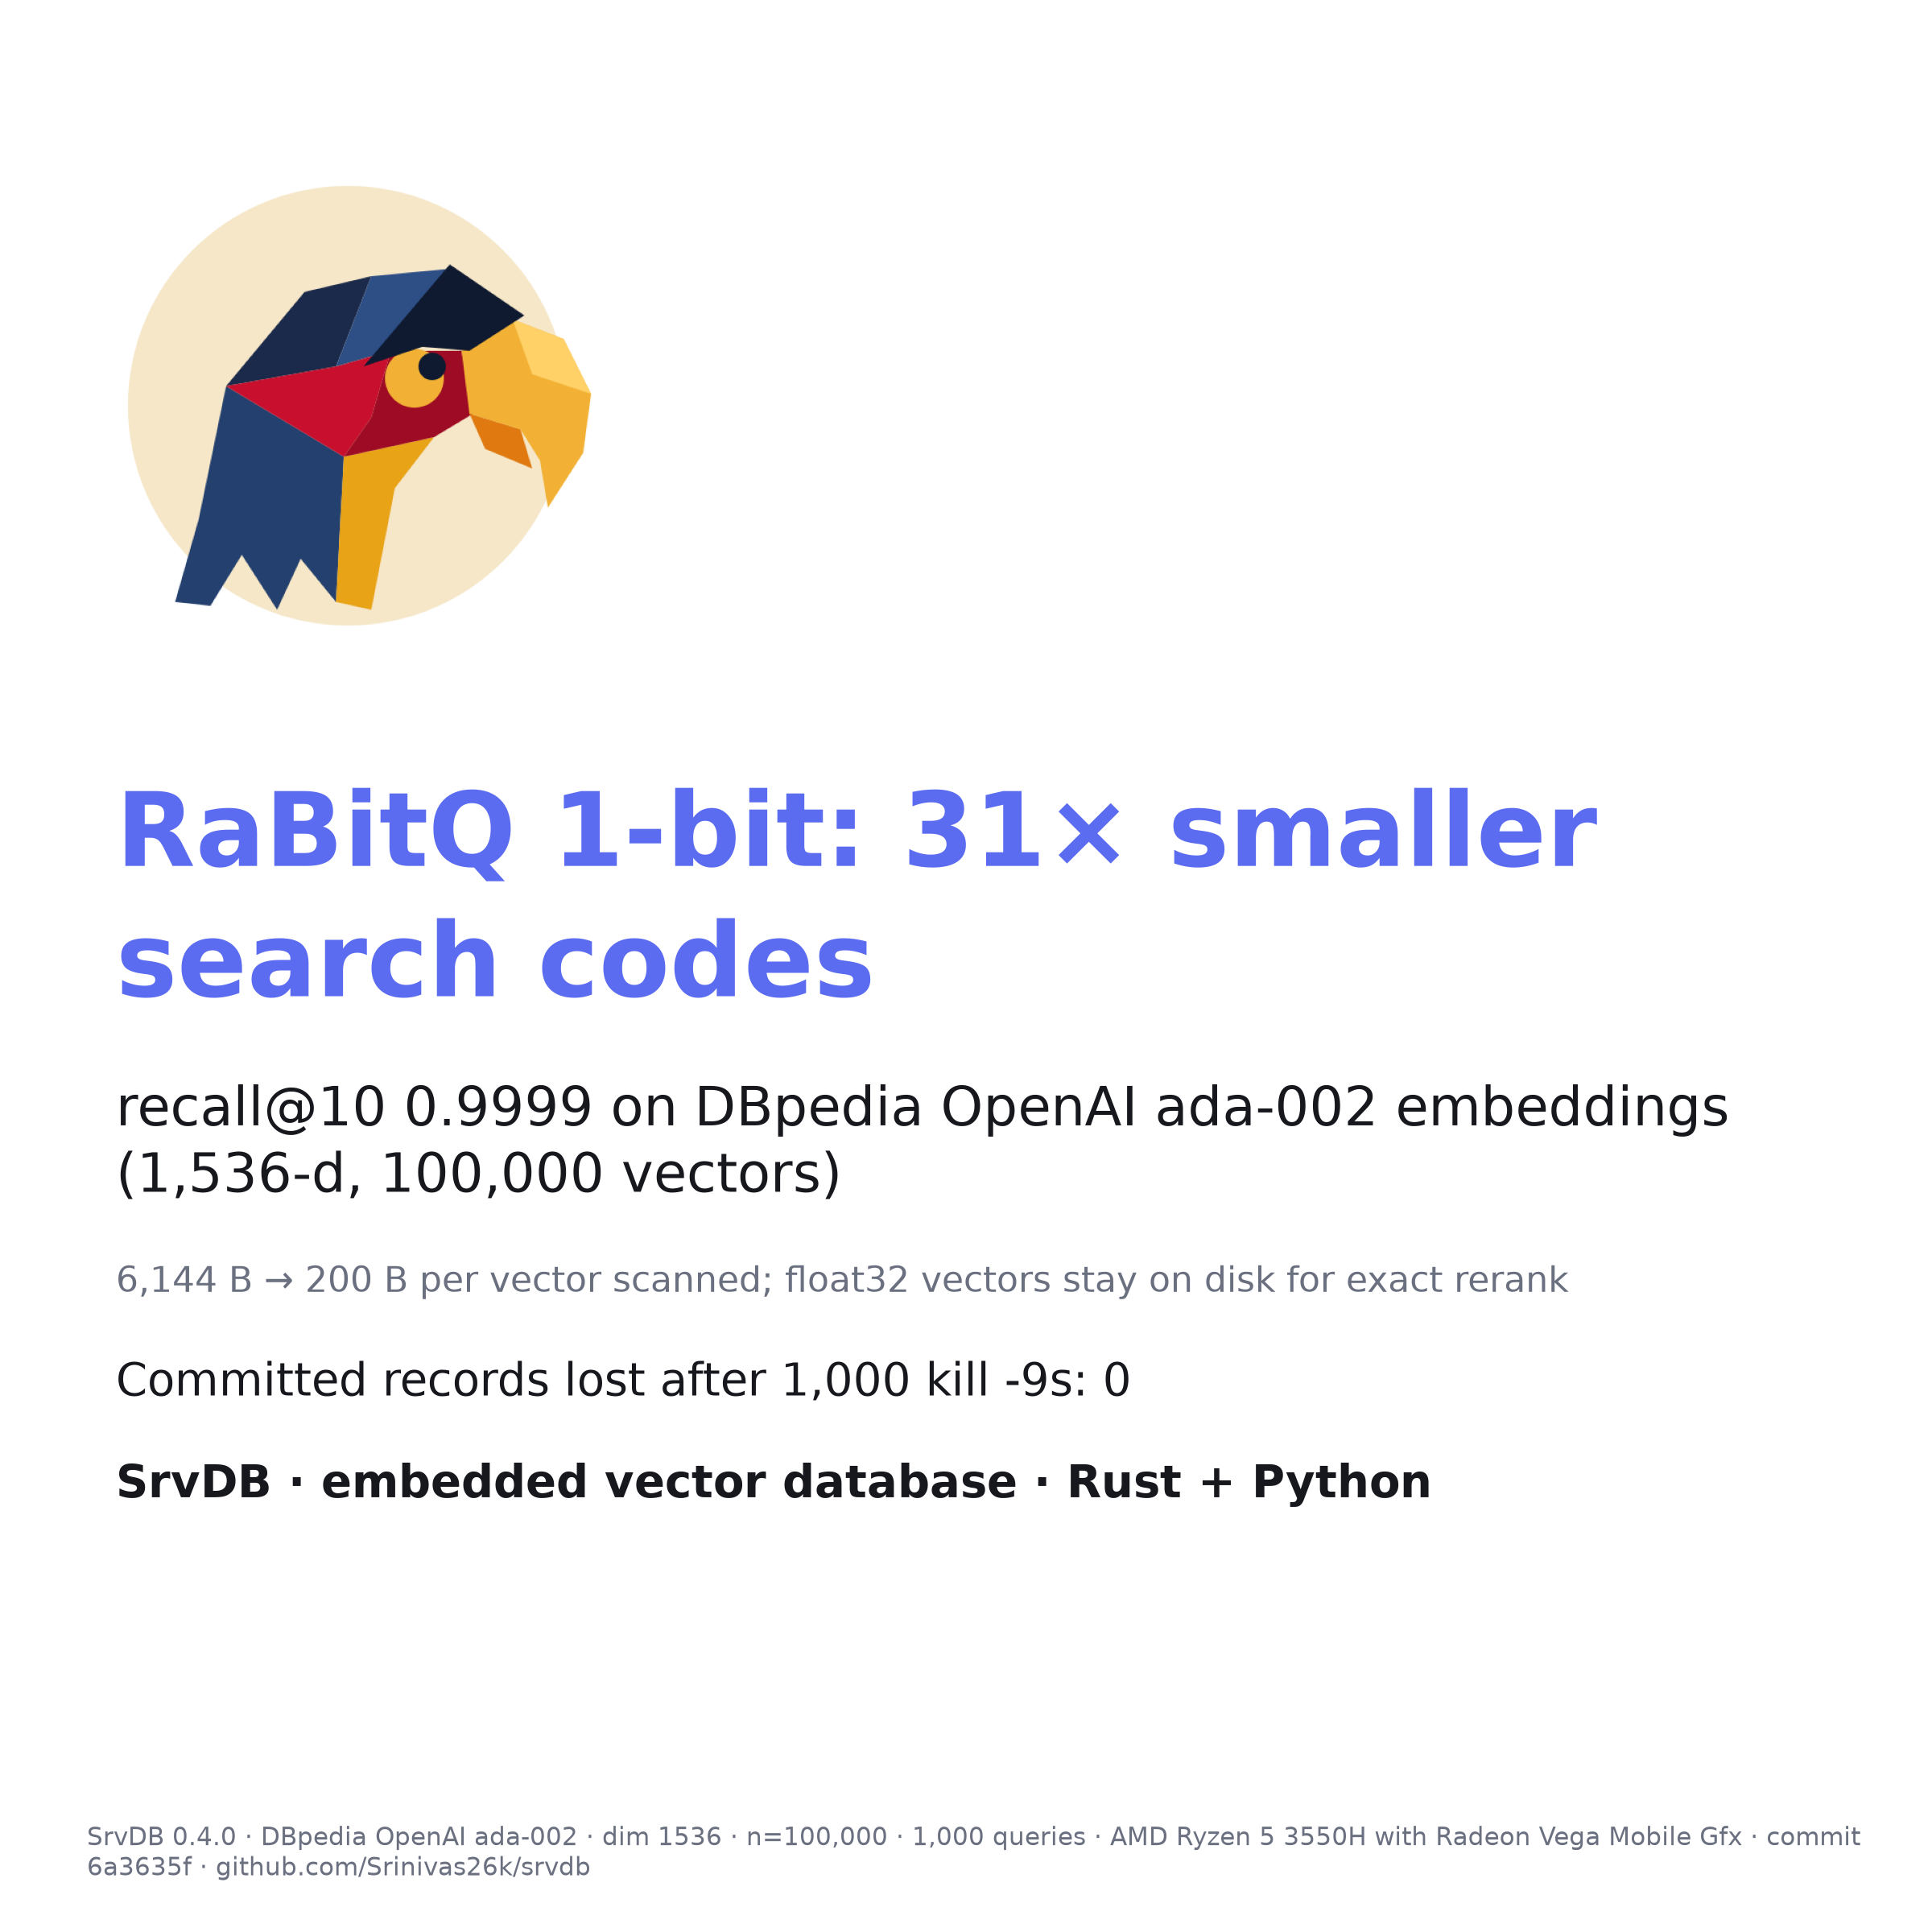 RaBitQ 1-bit: 31× smaller
search codes
recall@10 0.9999 on DBpedia OpenAI ada-002 embeddings
(1,536-d, 100,000 vectors)
6,144 B → 200 B per vector scanned; float32 vectors stay on disk for exact rerank
Committed records lost after 1,000 kill -9s: 0
SrvDB · embedded vector database · Rust + Python
SrvDB 0.4.0 · DBpedia OpenAI ada-002 · dim 1536 · n=100,000 · 1,000 queries · AMD Ryzen 5 3550H with Radeon Vega Mobile Gfx · commit
6a3635f · github.com/Srinivas26k/srvdb